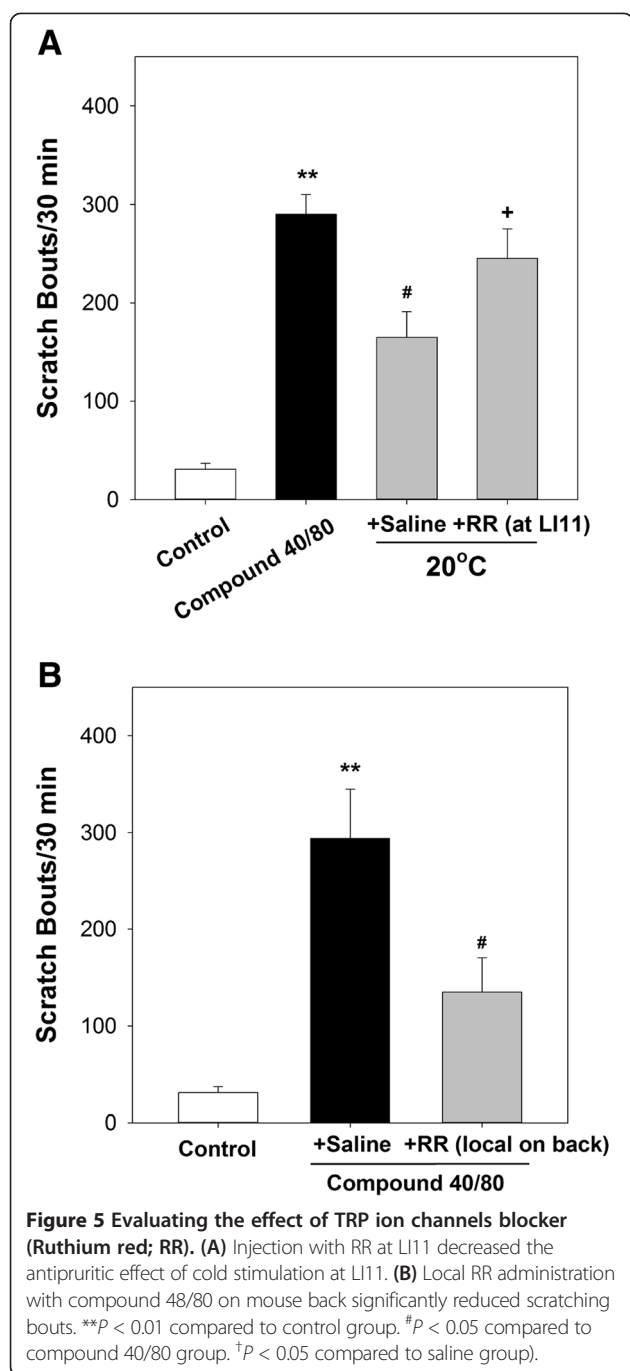 A
Scratch Bouts/30 min
400
300
200
100
0
**
#
+
Control
Compound 40/80
+Saline +RR (at LI11)
20°C
B
Scratch Bouts/30 min
400
300
200
100
0
**
#
Control
+Saline +RR (local on back)
Compound 40/80
Figure 5 Evaluating the effect of TRP ion channels blocker
(Ruthium red; RR). (A) Injection with RR at LI11 decreased the
antipruritic effect of cold stimulation at LI11. (B) Local RR administration
with compound 48/80 on mouse back significantly reduced scratching
bouts. **P < 0.01 compared to control group. #P < 0.05 compared to
compound 40/80 group. †P < 0.05 compared to saline group).